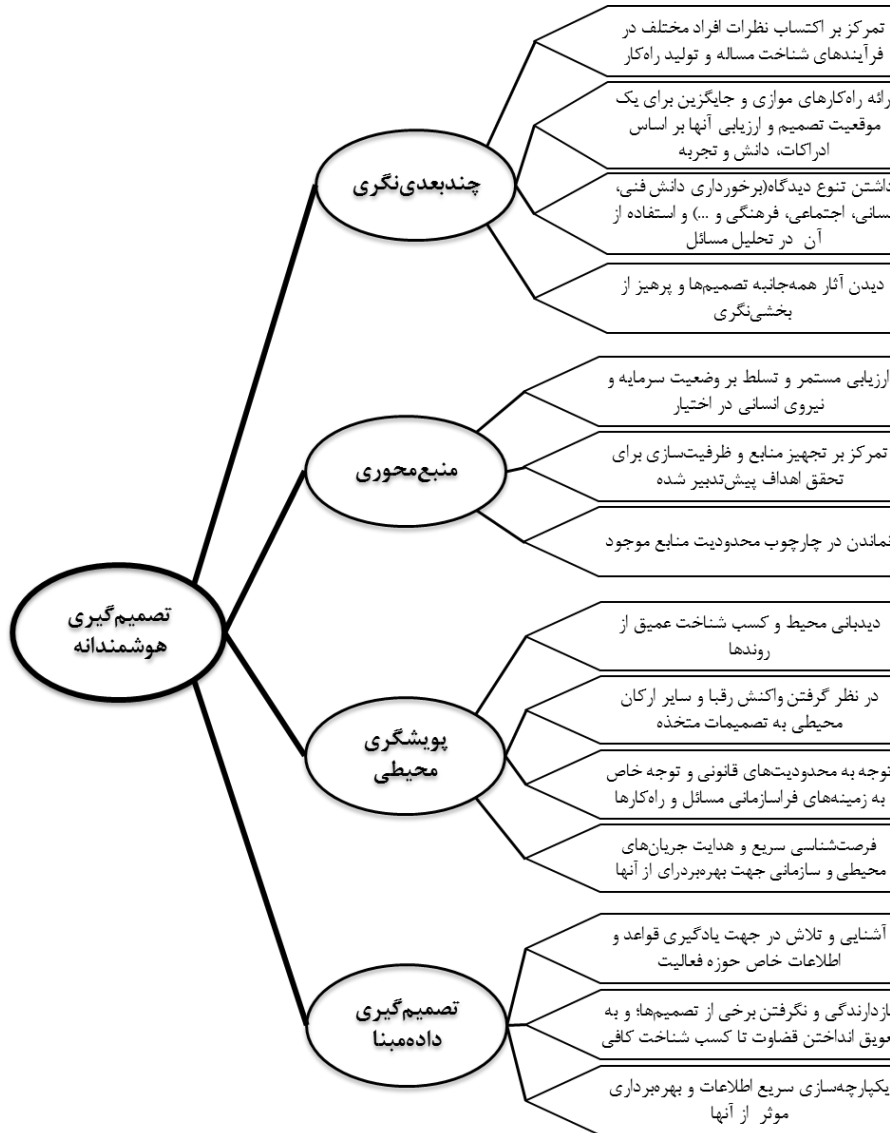 تصمیم‌گیری
هوشمندانه
چندبعدی‌نگری
تمرکز بر اکتساب نظرات افراد مختلف در
فرآیندهای شناخت مساله و تولید راه‌کار
رائه راه‌کارهای موازی و جایگزین برای یک
موقعیت تصمیم و ارزیابی آنها بر اساس
ادراکات، دانش و تجربه
داشتن تنوع دیدگاه(برخورداری دانش فنی،
سانی، اجتماعی، فرهنگی و ...) و استفاده از
آن در تحلیل مسائل
دیدن آثار همه‌جانبه تصمیم‌ها و پرهیز از
بخشی‌نگری
منبع‌محوری
ارزیابی مستمر و تسلط بر وضعیت سرمایه و
نیروی انسانی در اختیار
تمرکز بر تجهیز منابع و ظرفیت‌سازی برای
تحقق اهداف پیش‌تدبیر شده
نماندن در چارچوب محدودیت منابع موجود
پویشگری
محیطی
دیدبانی محیط و کسب شناخت عمیق از
روندها
در نظر گرفتن واکنش رقبا و سایر ارکان
محیطی به تصمیمات متخذه
توجه به محدودیت‌های قانونی و توجه خاص
به زمینه‌های فراسازمانی مسائل و راه‌کارها
فرصت‌شناسی سریع و هدایت جریان‌های
محیطی و سازمانی جهت بهره‌بردرای از آنها
تصمیم‌گیری
داده‌مبنا
آشنایی و تلاش در جهت یادگیری قواعد و
اطلاعات خاص حوزه فعالیت
ازدارندگی و نگرفتن برخی از تصمیم‌ها؛ و به
عویق انداختن قضاوت تا کسب شناخت کافی
یکپارچه‌سازی سریع اطلاعات و بهره‌برداری
موثر از آنها